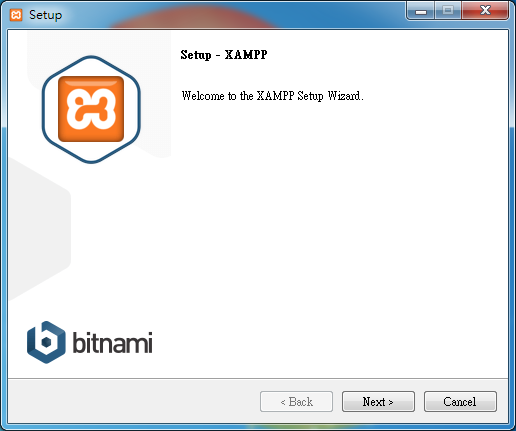 Setup
Setup - XAMPP
Welcome to the XAMPP Setup Wizard.
bitnami
< Back
Next >
Cancel